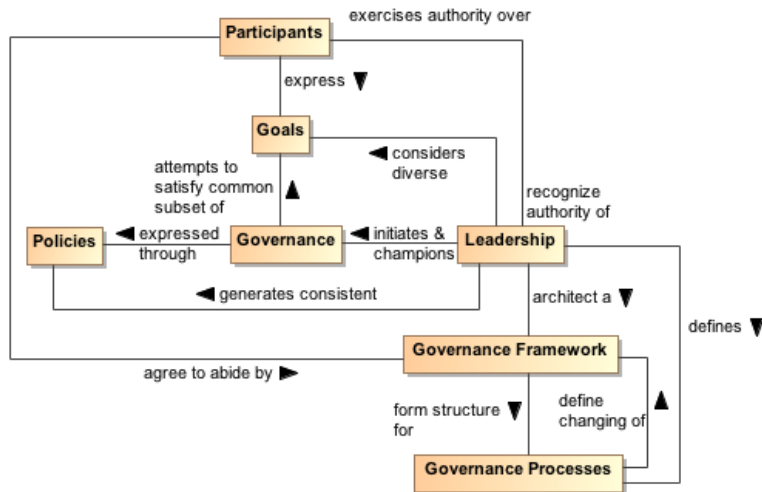 exercises authority over
Participants
express
Goals
considers
diverse
attempts to
satisfy common
subset of
recognize
authority of
Policies
expressed
through
Governance
initiates &
champions
Leadership
generates consistent
architect a
defines
Governance Framework
agree to abide by
form structure
for
define
changing of
Governance Processes